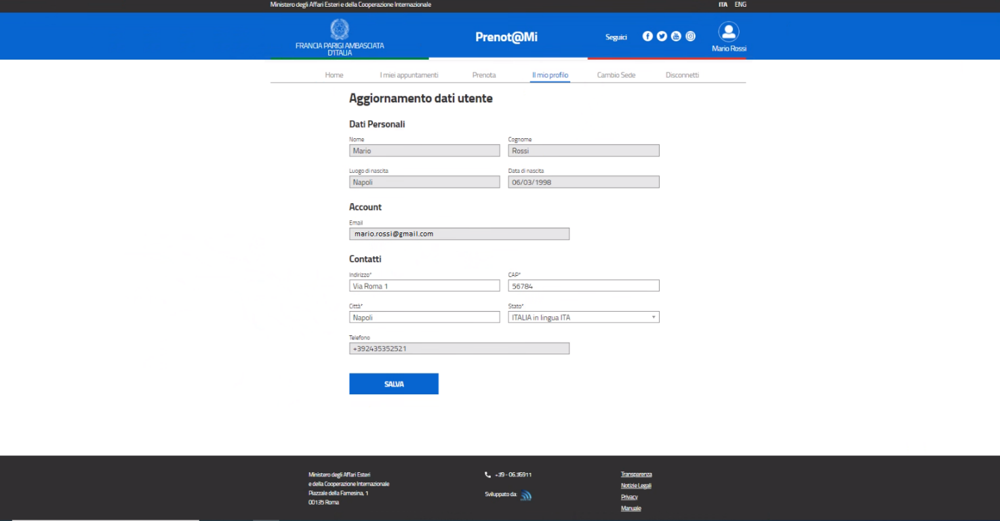 Ministero degli Affari Esteri e della Cooperazione Internazionale
ITA ENG
FRANCIA PARIGI AMBASCIATA
D'ITALIA
Prenot@Mi
Seguici
Mario Rossi
Home I miei appuntamenti Prenota Il mio profilo Cambio Sede Disconnetti
Aggiornamento dati utente
Dati Personali
Nome Cognome
Mario Rossi
Luogo di nascita Data di nascita
Napoli 06/03/1998
Account
Email
mario.rossi@gmail.com
Contatti
Indirizzo* CAP*
Via Roma 1 56784
Città* Stato*
Napoli ITALIA in lingua ITA
Telefono
+392435352521
SALVA
Ministero degli Affari Esteri
e della Cooperazione Internazionale
Piazzale della Farnesina, 1
00135 Roma
+39 - 06.36911
Sviluppato da:
Transparenza
Notizie Legali
Privacy
Manuale